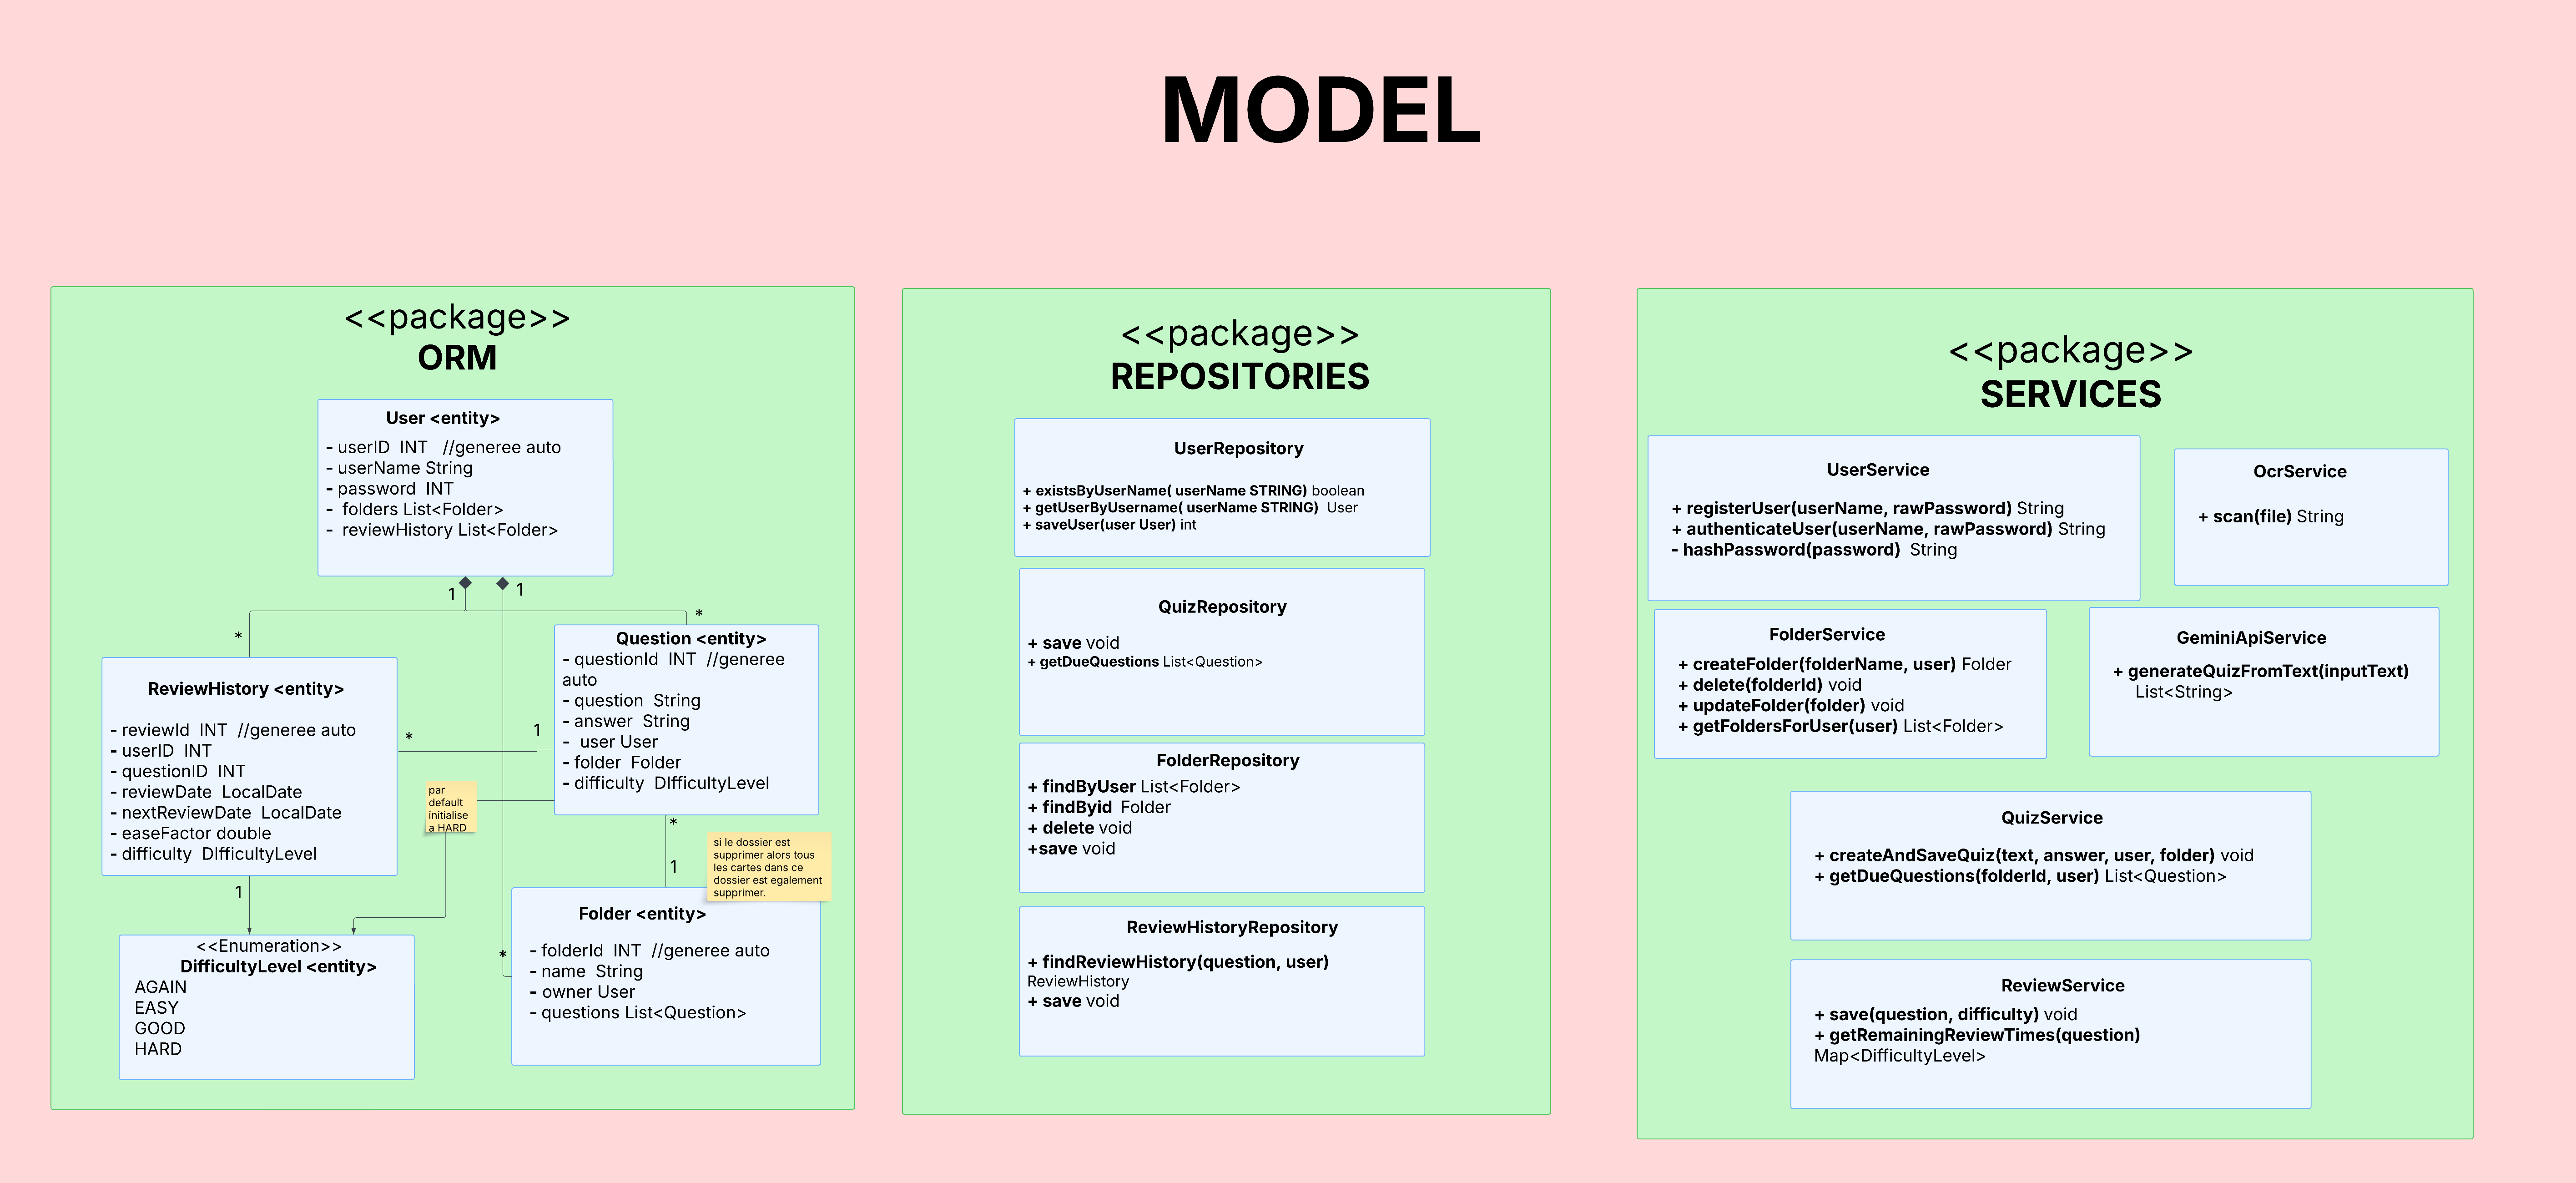 MODEL
<<package>>
ORM
User <entity>
- userID  INT   //generee auto
- userName String
- password  INT
-  folders List<Folder>
-  reviewHistory List<Folder>
1
1
*
*
Question <entity>
- questionId  INT  //generee
auto
- question  String
- answer  String
-  user User
- folder  Folder
- difficulty  DIfficultyLevel
ReviewHistory <entity>
- reviewId  INT  //generee auto
- userID  INT
- questionID  INT
- reviewDate  LocalDate
- nextReviewDate  LocalDate
- easeFactor double
- difficulty  DIfficultyLevel
*
1
par
default
initialise
a HARD
*
1
si le dossier est
supprimer alors tous
les cartes dans ce
dossier est egalement
supprimer.
1
*
<<Enumeration>>
DifficultyLevel <entity>
AGAIN
EASY
GOOD
HARD
Folder <entity>
- folderId  INT  //generee auto
- name  String
- owner User
- questions List<Question>
<<package>>
REPOSITORIES
UserRepository
+ existsByUserName( userName STRING) boolean
+ getUserByUsername( userName STRING)  User
+ saveUser(user User) int
QuizRepository
+ save void
+ getDueQuestions List<Question>
FolderRepository
+ findByUser List<Folder>
+ findByid  Folder
+ delete void
+save void
ReviewHistoryRepository
+ findReviewHistory(question, user)
ReviewHistory
+ save void
<<package>>
SERVICES
UserService
+ registerUser(userName, rawPassword) String
+ authenticateUser(userName, rawPassword) String
- hashPassword(password)  String
OcrService
+ scan(file) String
FolderService
+ createFolder(folderName, user) Folder
+ delete(folderId) void
+ updateFolder(folder) void
+ getFoldersForUser(user) List<Folder>
GeminiApiService
+ generateQuizFromText(inputText)
List<String>
QuizService
+ createAndSaveQuiz(text, answer, user, folder) void
+ getDueQuestions(folderId, user) List<Question>
ReviewService
+ save(question, difficulty) void
+ getRemainingReviewTimes(question)
Map<DifficultyLevel>